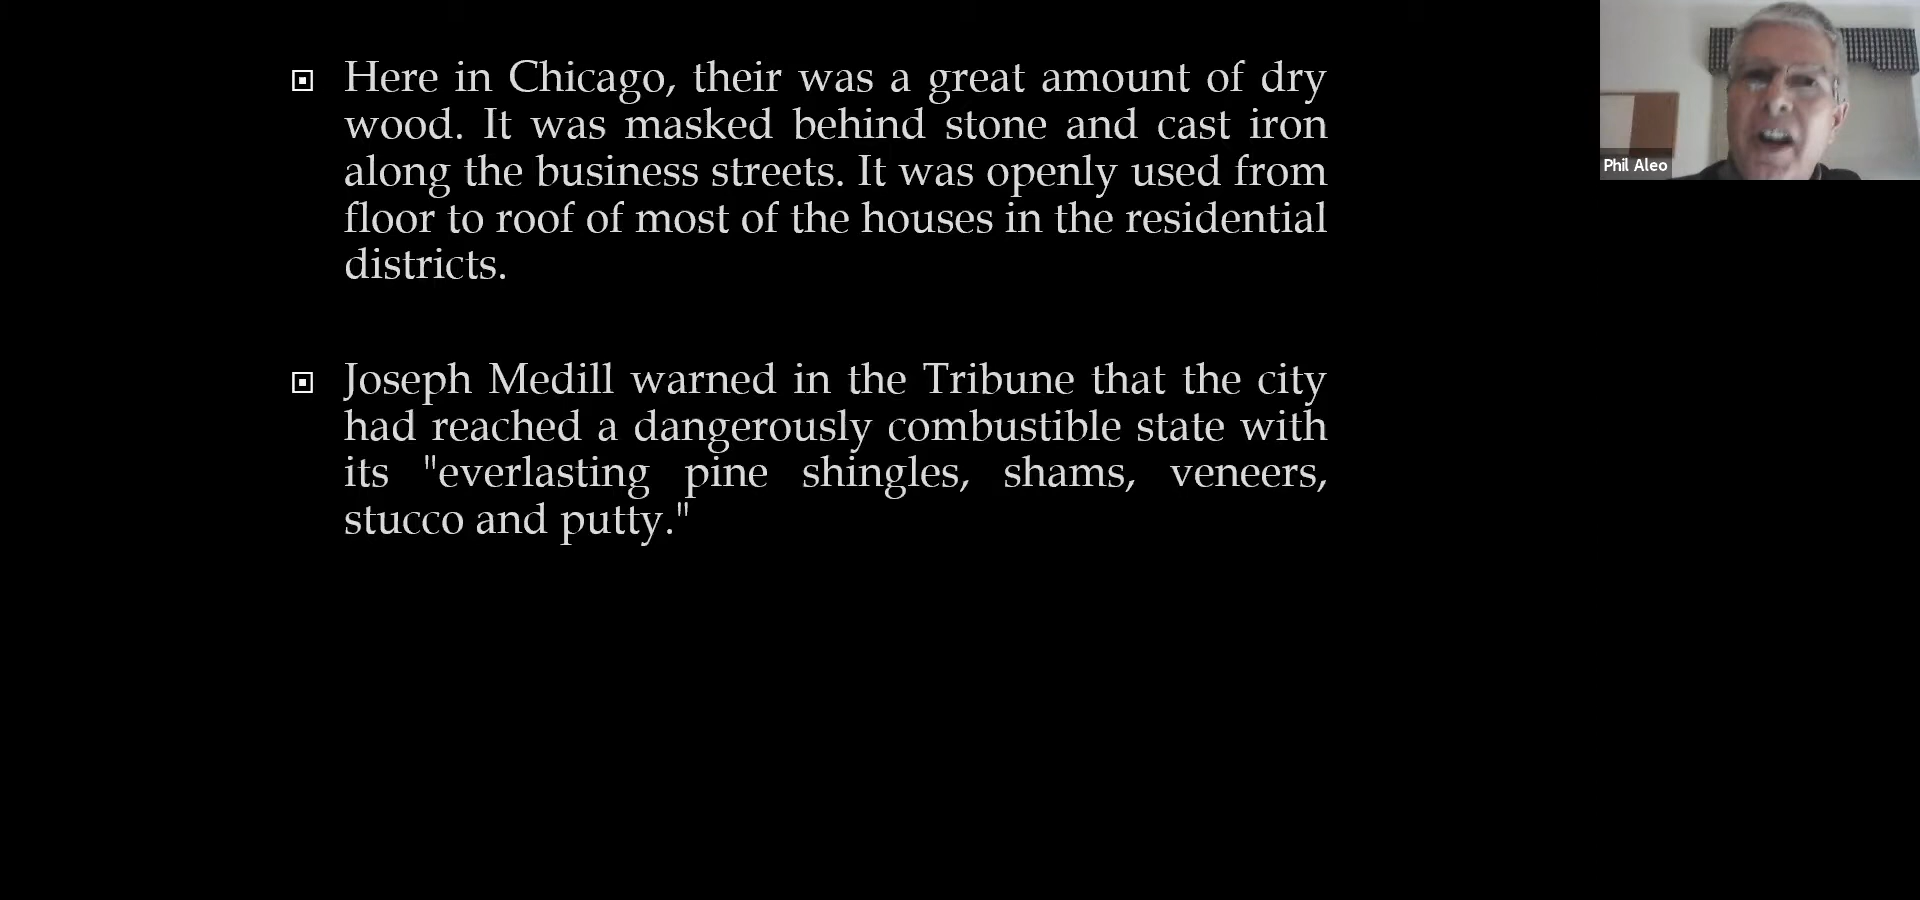 Here in Chicago, their was a great amount of dry
wood. It was masked behind stone and cast iron
along the business streets. It was openly used from
floor to roof of most of the houses in the residential
districts.
Joseph Medill warned in the Tribune that the city
had reached a dangerously combustible state with
its "everlasting pine shingles, shams, veneers,
stucco and putty."
Phil Aleo